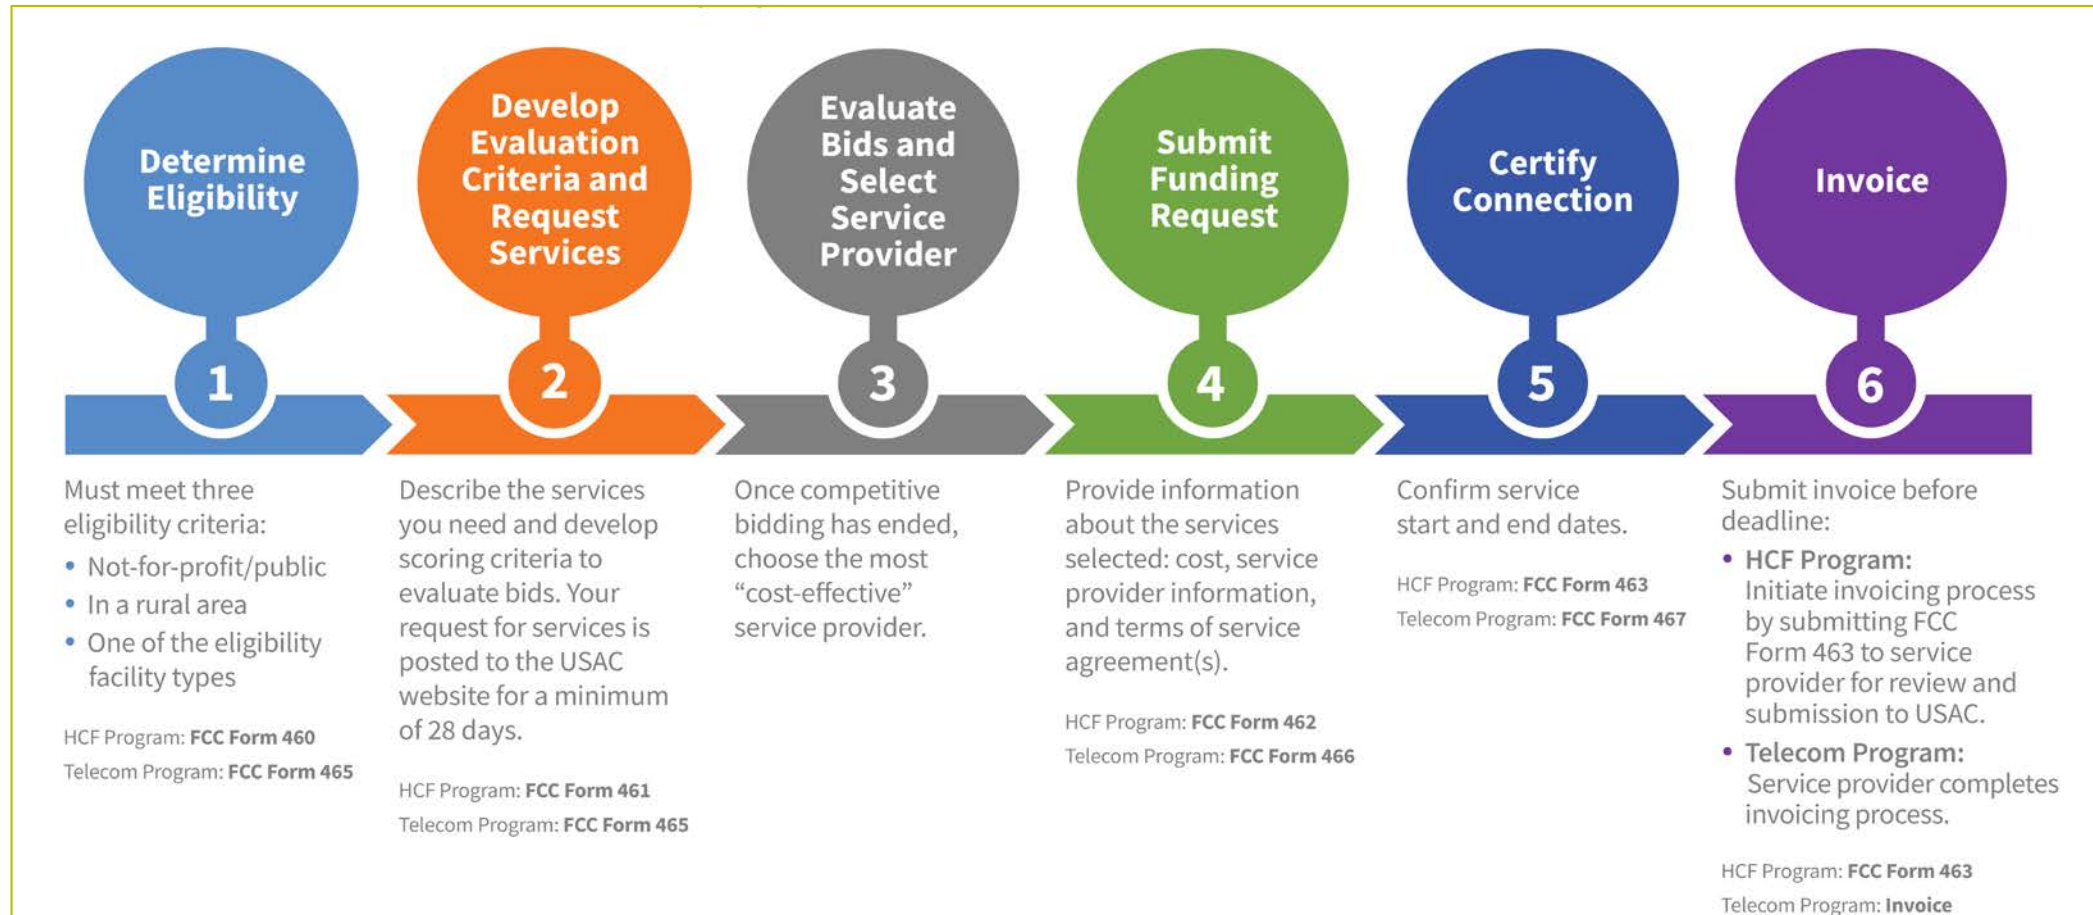 Determine
Eligibility
1
Must meet three
eligibility criteria:
• Not-for-profit/public
• In a rural area
• One of the eligibility
facility types
HCF Program: FCC Form 460
Telecom Program: FCC Form 465
Develop
Evaluation
Criteria and
Request
Services
2
Describe the services
you need and develop
scoring criteria to
evaluate bids. Your
request for services is
posted to the USAC
website for a minimum
of 28 days.
HCF Program: FCC Form 461
Telecom Program: FCC Form 465
Evaluate
Bids and
Select
Service
Provider
3
Once competitive
bidding has ended,
choose the most
“cost-effective”
service provider.
Submit
Funding
Request
4
Provide information
about the services
selected: cost, service
provider information,
and terms of service
agreement(s).
HCF Program: FCC Form 462
Telecom Program: FCC Form 466
Certify
Connection
5
Confirm service
start and end dates.
HCF Program: FCC Form 463
Telecom Program: FCC Form 467
Invoice
6
Submit invoice before
deadline:
• HCF Program:
Initiate invoicing process
by submitting FCC
Form 463 to service
provider for review and
submission to USAC.
• Telecom Program:
Service provider completes
invoicing process.
HCF Program: FCC Form 463
Telecom Program: Invoice